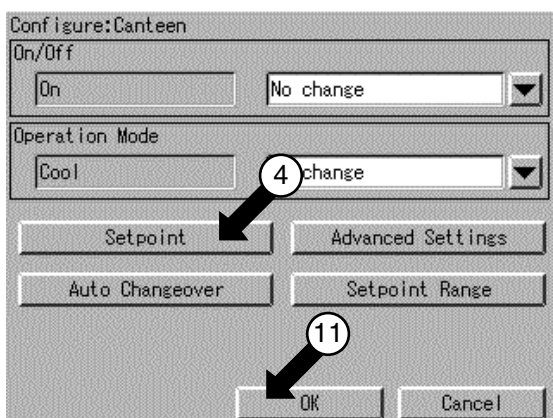 Configure:Canteen
On/Off
On No change
Operation Mode
Cool change
4
Setpoint Advanced Settings
Auto Changeover Setpoint Range
11
OK Cancel